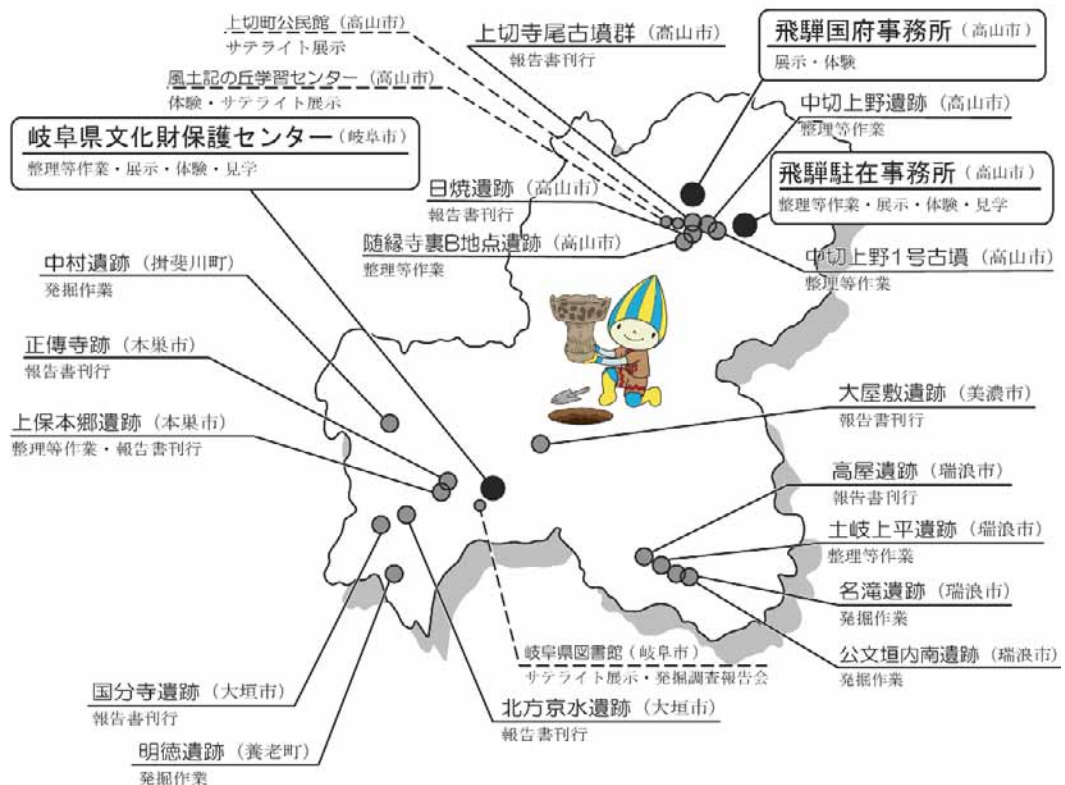 上切町公民館（高山市）
サテライト展示
風土記の丘学習センター（高山市）
体験・サテライト展示
上切寺尾古墳群（高山市）
報告書刊行
飛騨国府事務所（高山市）
展示・体験
中切上野遺跡（高山市）
整理等作業
岐阜県文化財保護センター（岐阜市）
整理等作業・展示・体験・見学
日焼遺跡（高山市）
報告書刊行
飛騨駐在事務所（高山市）
整理等作業・展示・体験・見学
随縁寺裏B地点遺跡（高山市）
整理等作業
中切上野1号古墳（高山市）
整理等作業
中村遺跡（揖斐川町）
発掘作業
正傳寺跡（本巣市）
報告書刊行
上保本郷遺跡（本巣市）
整理等作業・報告書刊行
大屋敷遺跡（美濃市）
報告書刊行
高屋遺跡（瑞浪市）
報告書刊行
土岐上平遺跡（瑞浪市）
整理等作業
名滝遺跡（瑞浪市）
発掘作業
公文垣内南遺跡（瑞浪市）
発掘作業
岐阜県図書館（岐阜市）
サテライト展示・発掘調査報告会
国分寺遺跡（大垣市）
報告書刊行
北方京水遺跡（大垣市）
報告書刊行
明徳遺跡（養老町）
発掘作業